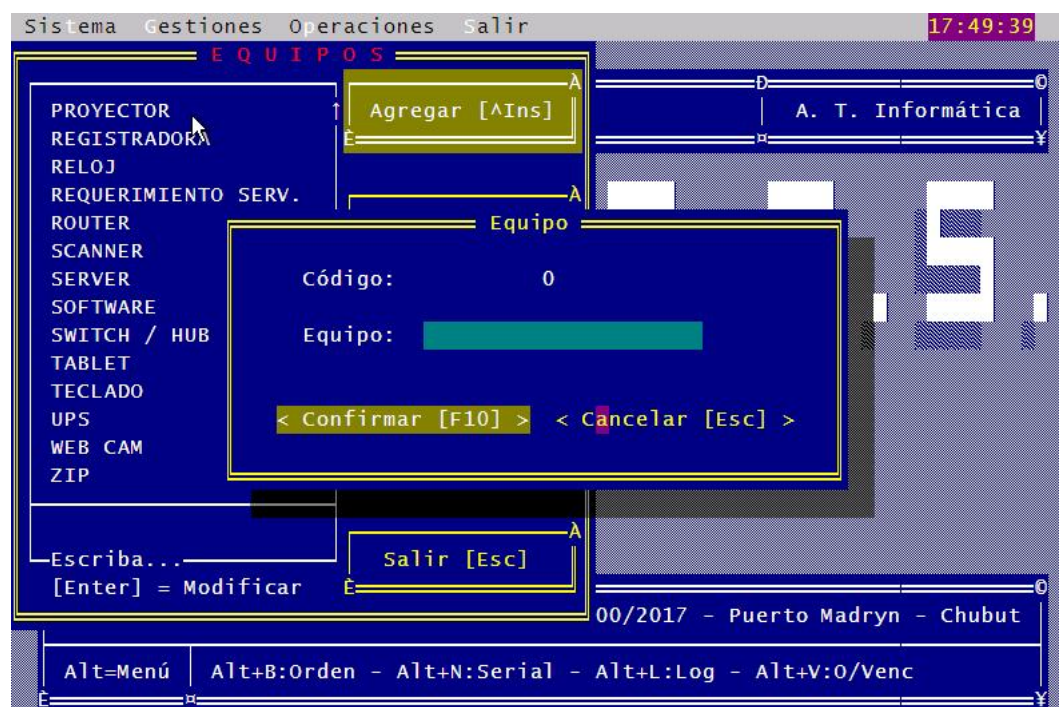 Sistema Gestiones Operaciones Salir 17:49:39
E Q U I P O S
PROYECTOR
REGISTRADORA
RELOJ
REQUERIMIENTO SERV.
ROUTER
SCANNER
SERVER
SOFTWARE
SWITCH / HUB
TABLET
TECLADO
UPS
WEB CAM
ZIP
Escriba...
[Enter] = Modificar
Agregar [^Ins]
A. T. Informática
Equipo
Código: 0
Equipo:
< Confirmar [F10] > < Cancelar [Esc] >
Salir [Esc]
00/2017 - Puerto Madryn - Chubut
Alt=Menú Alt+B:Orden - Alt+N:Serial - Alt+L:Log - Alt+V:O/Venc